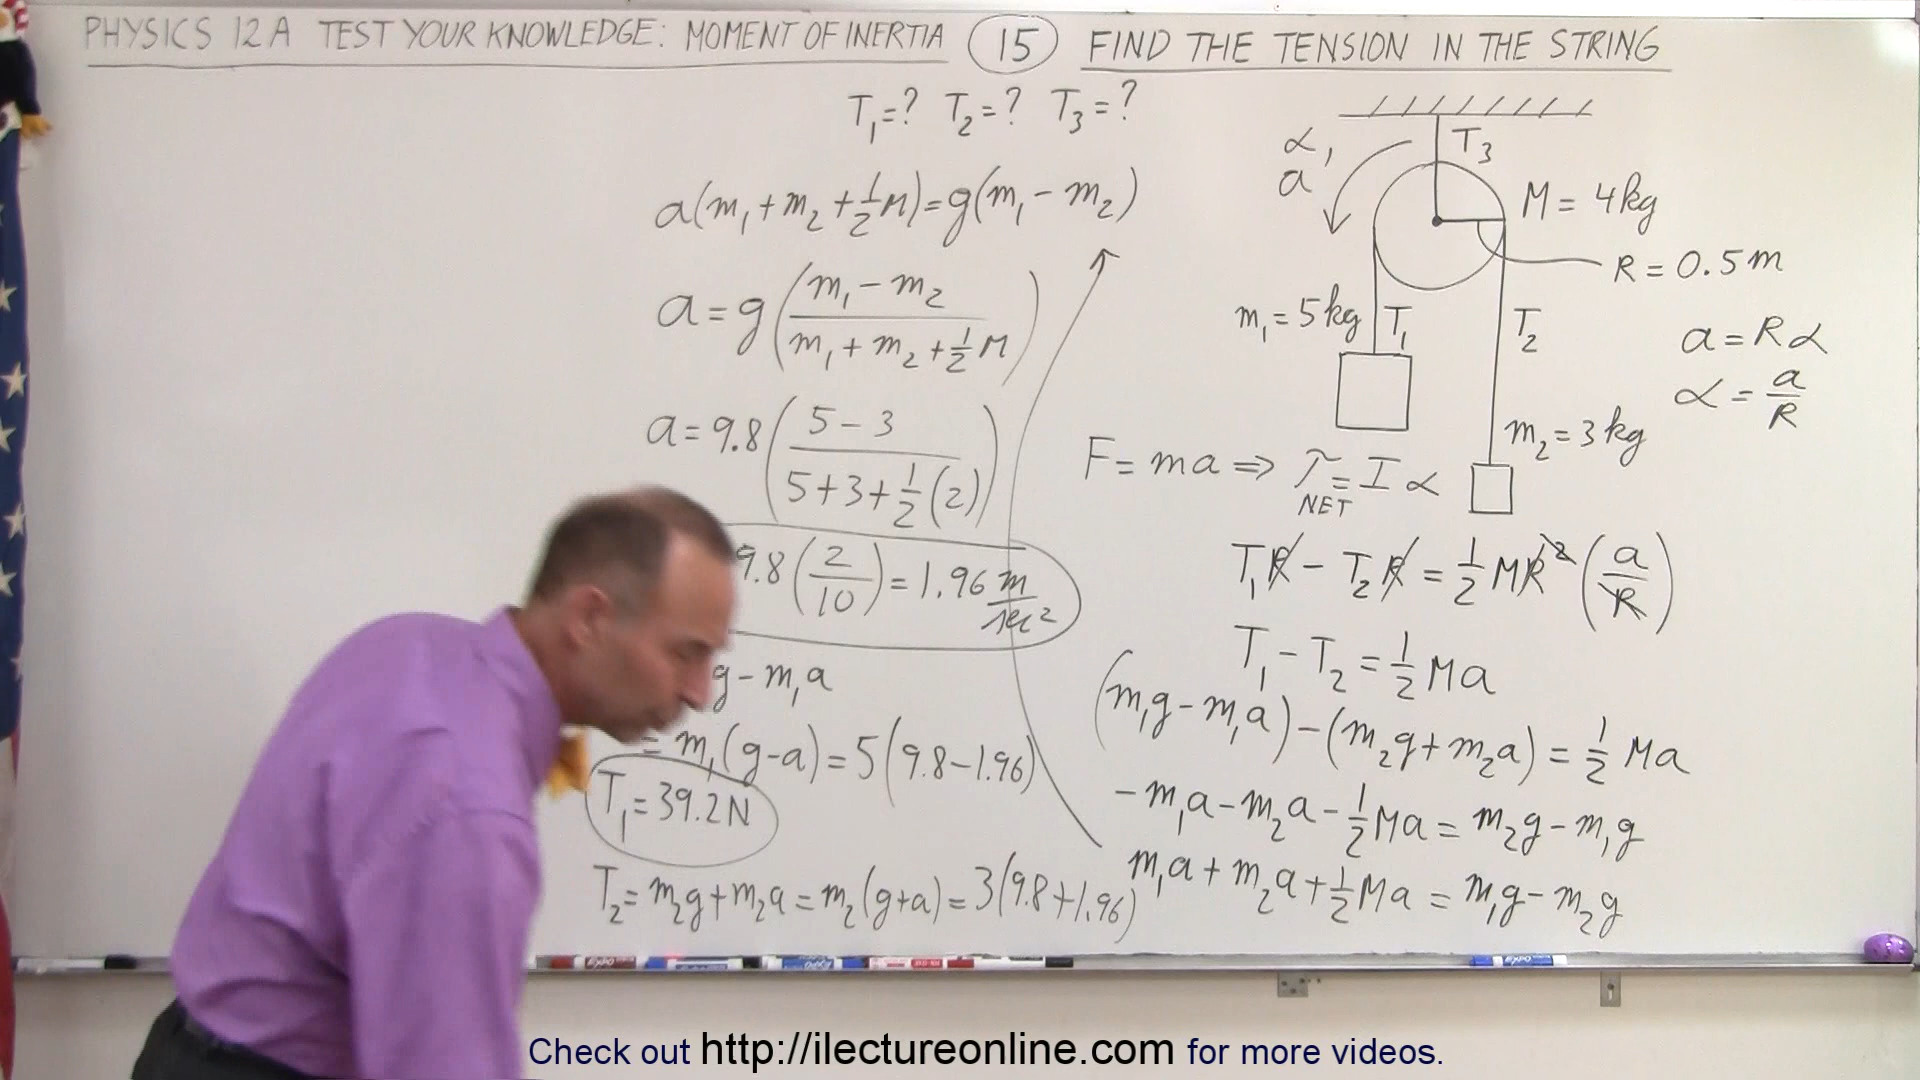 PHYSICS 12A TEST YOUR KNOWLEDGE: MOMENT OF INERTIA (15) FIND THE TENSION IN THE STRING
T₁=? T₂=? T₃=?
a(m₁+m₂+½M)=g(m₁-m₂)
a=g((m₁-m₂)/(m₁+m₂+½M))
a=9.8((5-3)/(5+3+½(2)))
9.8(2/10)=1.96 m/sec²
g-m₁a
=m₁(g-a)=5(9.8-1.96)
T₁=39.2N
T₂=m₂g+m₂a=m₂(g+a)=3(9.8+1.96)
α, a
T₃
M=4kg
R=0.5m
m₁=5kg T₁
T₂
a=Rα
α=a/R
m₂=3kg
F=ma⇒τ_NET=Iα
T₁R-T₂R=½MR²(a/R)
T₁-T₂=½Ma
(m₁g-m₁a)-(m₂g+m₂a)=½Ma
-m₁a-m₂a-½Ma=m₂g-m₁g
m₁a+m₂a+½Ma=m₁g-m₂g
EXPO
EXPO
EXPO
Check out http://ilectureonline.com for more videos.